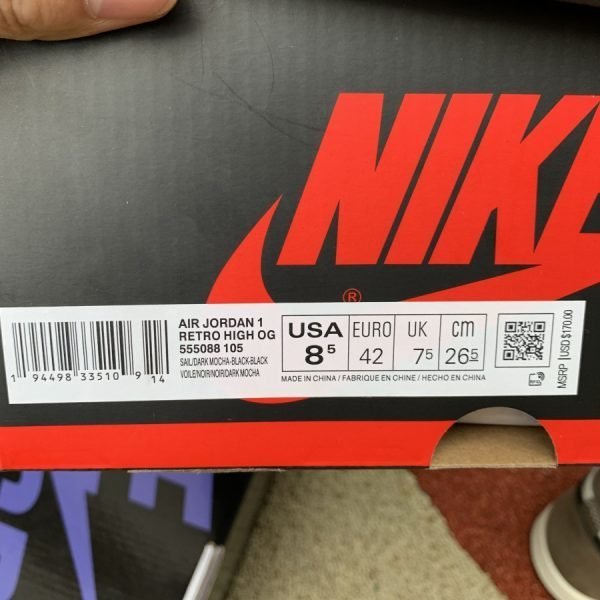 NIKE
®
AIR JORDAN 1
RETRO HIGH OG
555088 105
SAIL/DARK MOCHA-BLACK-BLACK
VOILE/NOIR/NOIR/DARK MOCHA
USA EURO UK cm
8⁵ 42 7⁵ 26⁵
MADE IN CHINA / FABRIQUE EN CHINE / HECHO EN CHINA
1 94498 33510 9 14
MSRP USD $170.00